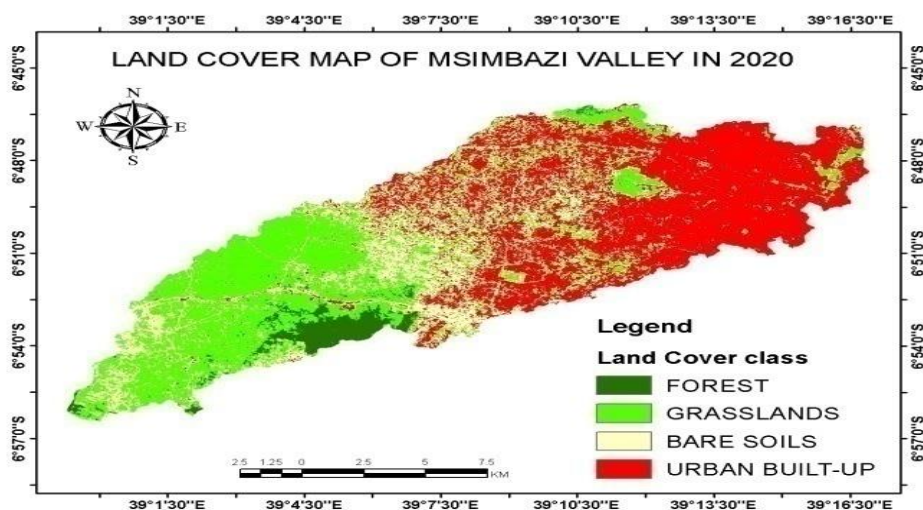 39°1'30"E 39°4'30"E 39°7'30"E 39°10'30"E 39°13'30"E 39°16'30"E
LAND COVER MAP OF MSIMBAZI VALLEY IN 2020
6°45'0"S 6°45'0"S
N
W E
S
6°48'0"S 6°48'0"S
6°51'0"S 6°51'0"S
6°54'0"S 6°54'0"S
6°57'0"S 6°57'0"S
Legend
Land Cover class
FOREST
GRASSLANDS
BARE SOILS
URBAN BUILT-UP
2.5 1.25 0 2.5 5 7.5
KM
39°1'30"E 39°4'30"E 39°7'30"E 39°10'30"E 39°13'30"E 39°16'30"E